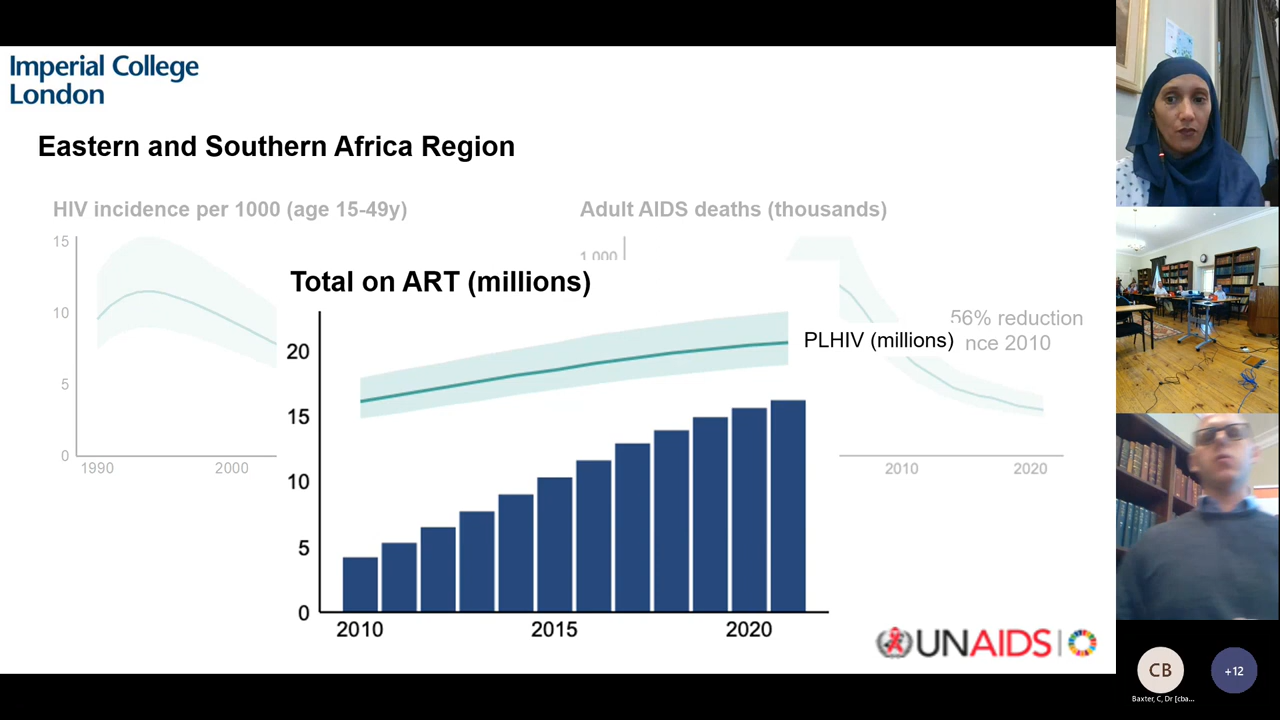 Imperial College
London
Eastern and Southern Africa Region
HIV incidence per 1000 (age 15-49y)
Adult AIDS deaths (thousands)
15
10
5
0
1990
2000
1 000
56% reduction
nce 2010
2010
2020
Total on ART (millions)
PLHIV (millions)
20
15
10
5
0
2010
2015
2020
UNAIDS
CB
+12
Baxter, C, Dr [cba...